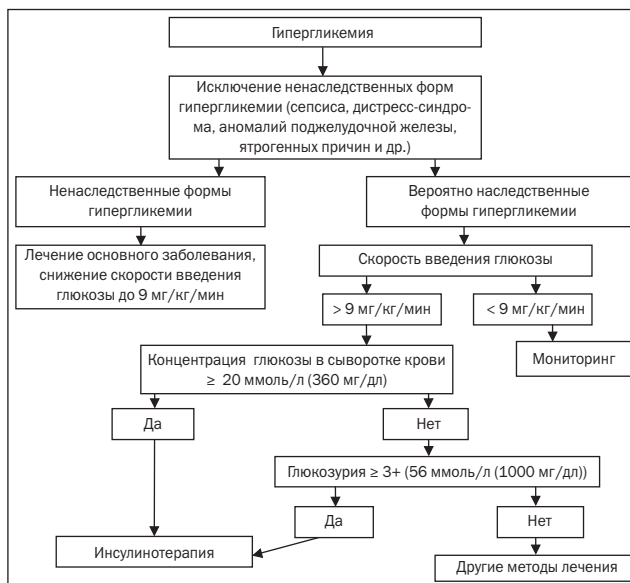 Гипергликемия
Исключение ненаследственных форм
гипергликемии (сепсиса, дистресс-синдро-
ма, аномалий поджелудочной железы,
ятрогенных причин и др.)
Ненаследственные формы
гипергликемии
Вероятно наследственные
формы гипергликемии
Лечение основного заболевания,
снижение скорости введения
глюкозы до 9 мг/кг/мин
Скорость введения глюкозы
> 9 мг/кг/мин
< 9 мг/кг/мин
Концентрация глюкозы в сыворотке крови
≥ 20 ммоль/л (360 мг/дл)
Мониторинг
Да
Нет
Глюкозурия ≥ 3+ (56 ммоль/л (1000 мг/дл))
Да
Нет
Инсулинотерапия
Другие методы лечения